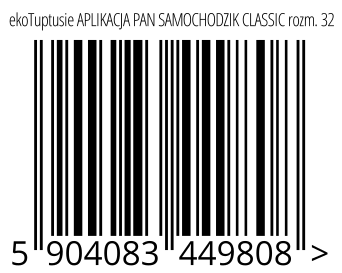 ekoTuptusie APLIKACJA PAN SAMOCHODZIK CLASSIC rozm. 32
5 904083 449808 >